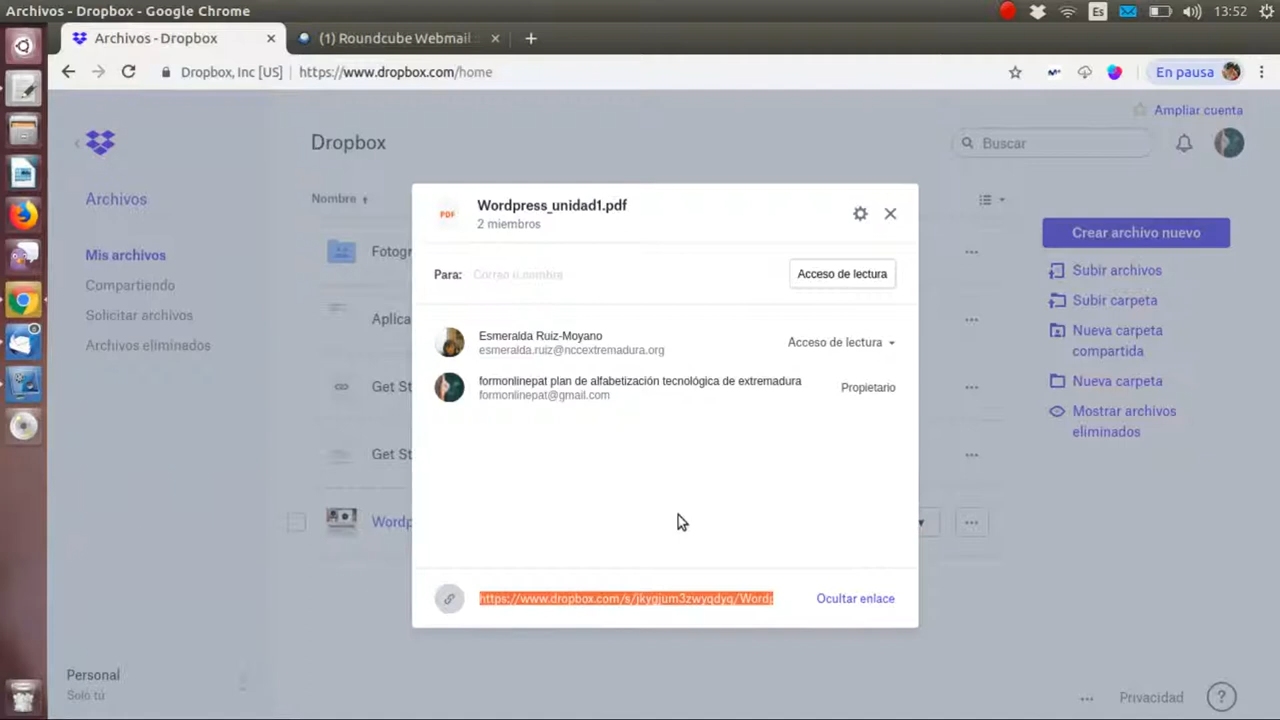 Archivos - Dropbox - Google Chrome
Es
13:52
Archivos - Dropbox
(1) Roundcube Webmail
Dropbox, Inc [US]
https://www.dropbox.com/home
En pausa
Ampliar cuenta
Dropbox
Buscar
Archivos
Mis archivos
Compartiendo
Solicitar archivos
Archivos eliminados
Nombre
Fotogr
Aplica
Get St
Get St
Wordp
PDF
Wordpress_unidad1.pdf
2 miembros
Para:
Correo o nombre
Acceso de lectura
Esmeralda Ruiz-Moyano
esmeralda.ruiz@nccextremadura.org
Acceso de lectura
formonlinepat plan de alfabetización tecnológica de extremadura
formonlinepat@gmail.com
Propietario
https://www.dropbox.com/s/jkygjum3zwyqdyq/Wordp
Ocultar enlace
Crear archivo nuevo
Subir archivos
Subir carpeta
Nueva carpeta
compartida
Nueva carpeta
Mostrar archivos
eliminados
Personal
Solo tú
Privacidad
?